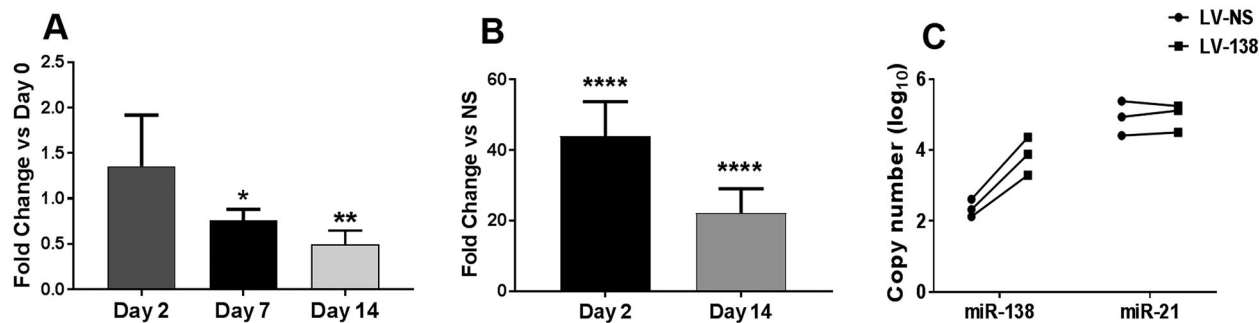 A
Fold Change vs Day 0
2.5
2.0
1.5
1.0
0.5
0.0
*
**
Day 2 Day 7 Day 14
B
Fold Change vs NS
60
40
20
0
****
****
Day 2 Day 14
C
LV-NS
LV-138
Copy number (log₁₀)
6
4
2
0
miR-138 miR-21